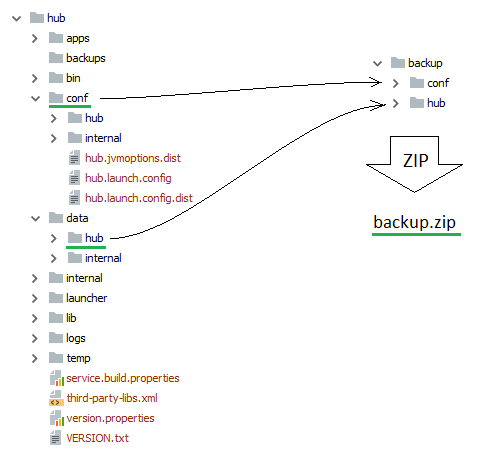 hub
apps
backups
bin
conf
hub
internal
hub.jvmoptions.dist
hub.launch.config
hub.launch.config.dist
data
hub
internal
internal
launcher
lib
logs
temp
service.build.properties
third-party-libs.xml
version.properties
VERSION.txt
backup
conf
hub
ZIP
backup.zip